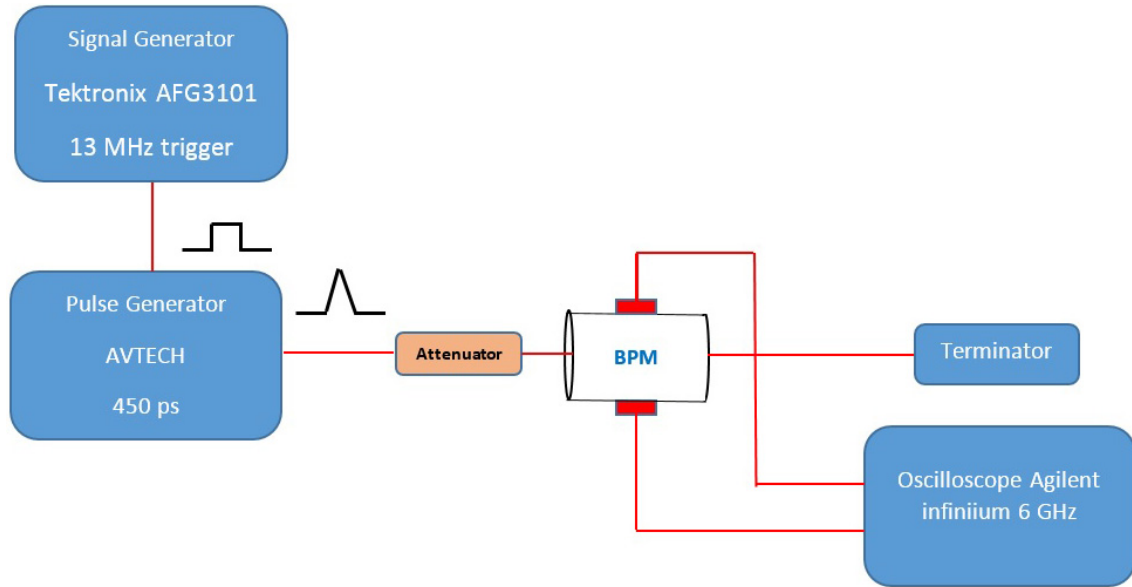 Signal Generator
Tektronix AFG3101
13 MHz trigger
Pulse Generator
AVTECH
450 ps
Attenuator
BPM
Terminator
Oscilloscope Agilent
infiniium 6 GHz